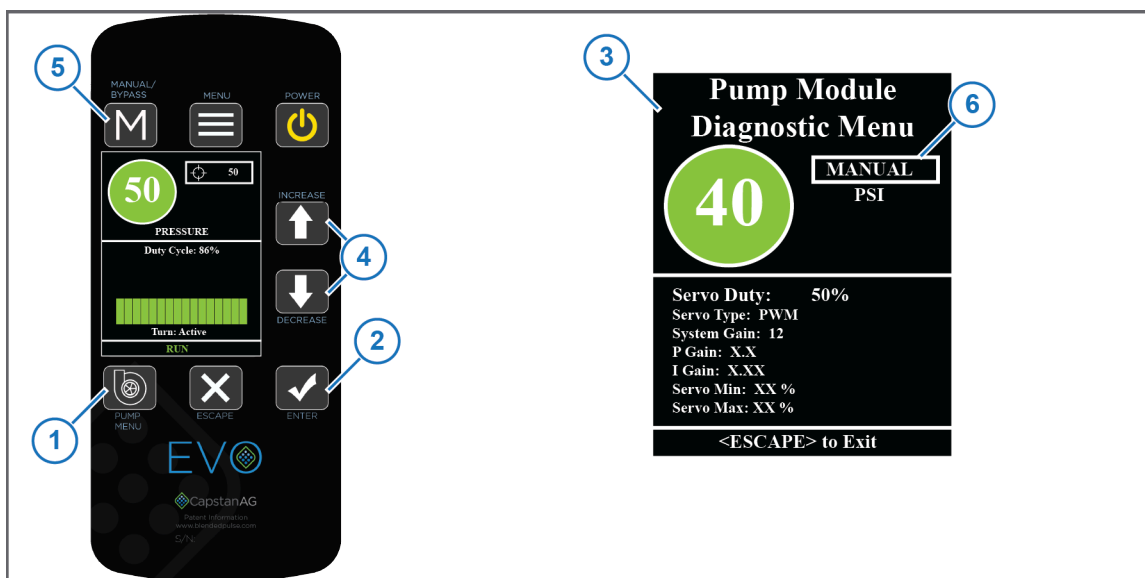 5
MANUAL/
BYPASS
MENU
POWER
M
50
50
PRESSURE
Duty Cycle: 86%
Turn: Active
RUN
INCREASE
4
DECREASE
2
1
PUMP
MENU
ESCAPE
ENTER
EVO
CapstanAG
Patent Information
www.blendedpulse.com
S/N:
3
Pump Module
Diagnostic Menu
6
40
MANUAL
PSI
Servo Duty: 50%
Servo Type: PWM
System Gain: 12
P Gain: X.X
I Gain: X.XX
Servo Min: XX %
Servo Max: XX %
<ESCAPE> to Exit